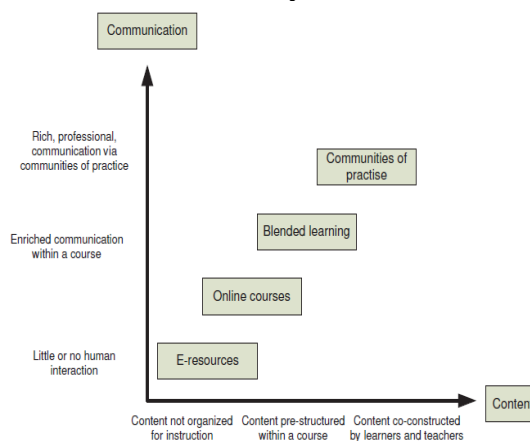 Communication
Rich, professional,
communication via
communities of practice
Communities of
practise
Enriched communication
within a course
Blended learning
Online courses
Little or no human
interaction
E-resources
Content
Content not organized
for instruction
Content pre-structured
within a course
Content co-constructed
by learners and teachers